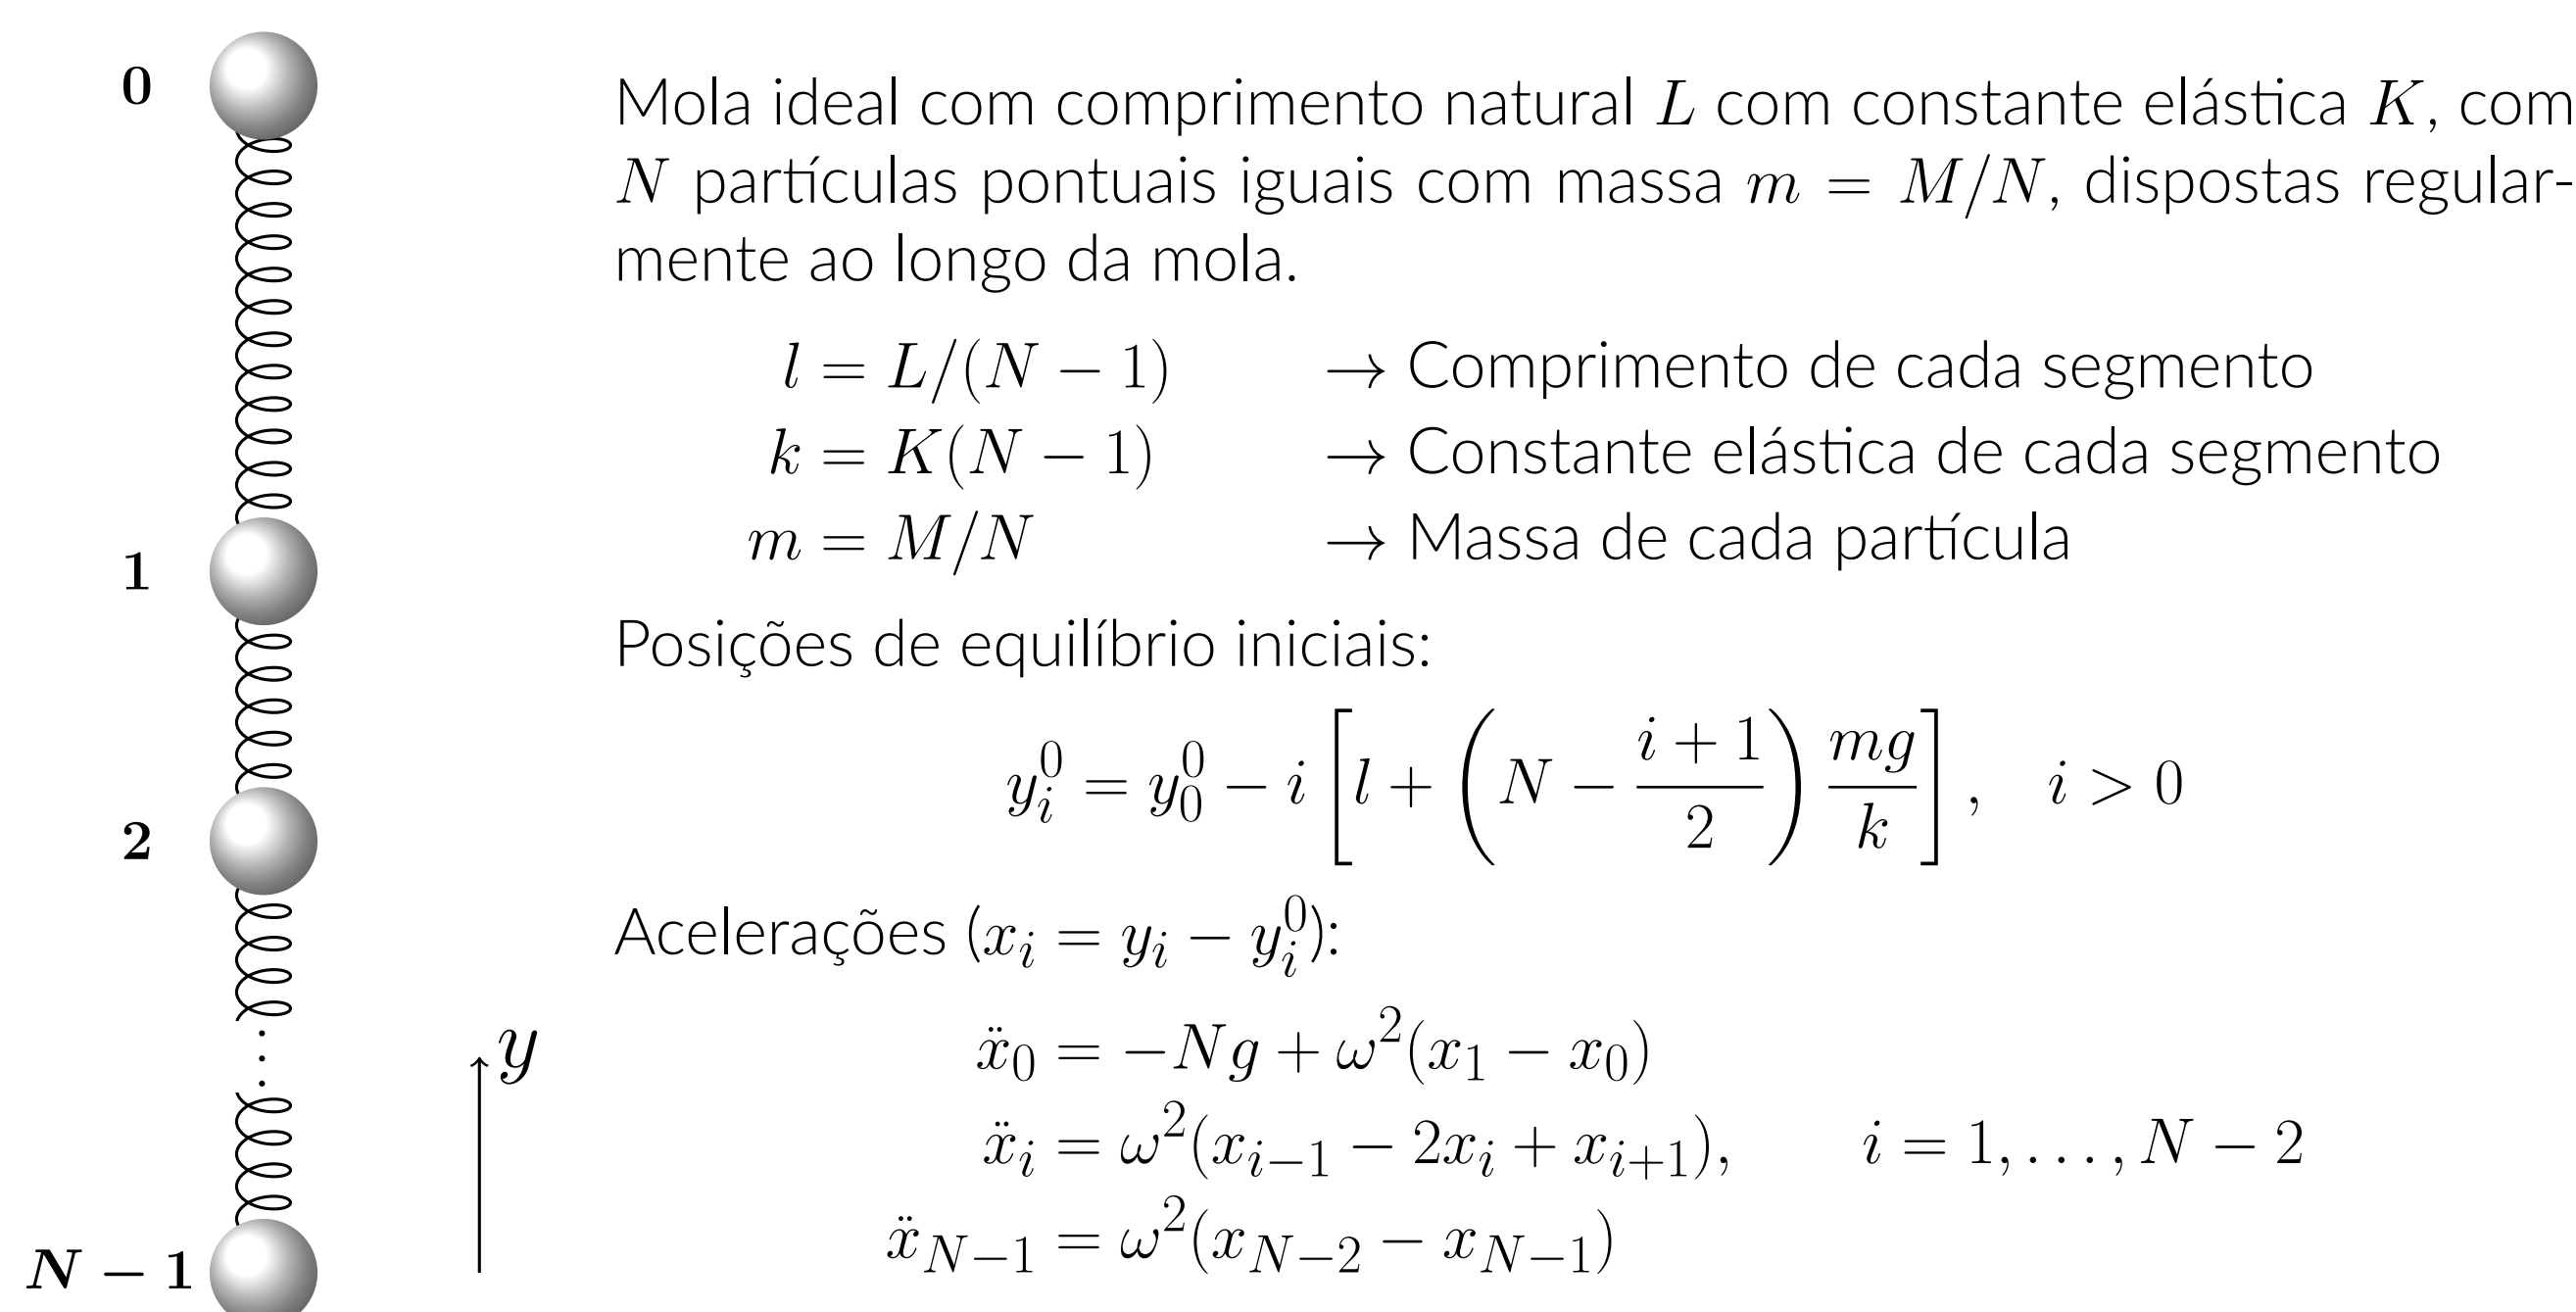 0
Mola ideal com comprimento natural L com constante elástica K, com
N partículas pontuais iguais com massa m = M/N, dispostas regular-
mente ao longo da mola.
l = L/(N − 1) → Comprimento de cada segmento
k = K(N − 1) → Constante elástica de cada segmento
1
m = M/N → Massa de cada partícula
Posições de equilíbrio iniciais:
2
y_i^0 = y_0^0 − i [l + (N − (i + 1)/2) mg/k], i > 0
Acelerações (x_i = y_i − y_i^0):
y
ẍ_0 = −Ng + ω²(x_1 − x_0)
ẍ_i = ω²(x_{i−1} − 2x_i + x_{i+1}), i = 1, . . . , N − 2
N − 1
ẍ_{N−1} = ω²(x_{N−2} − x_{N−1})